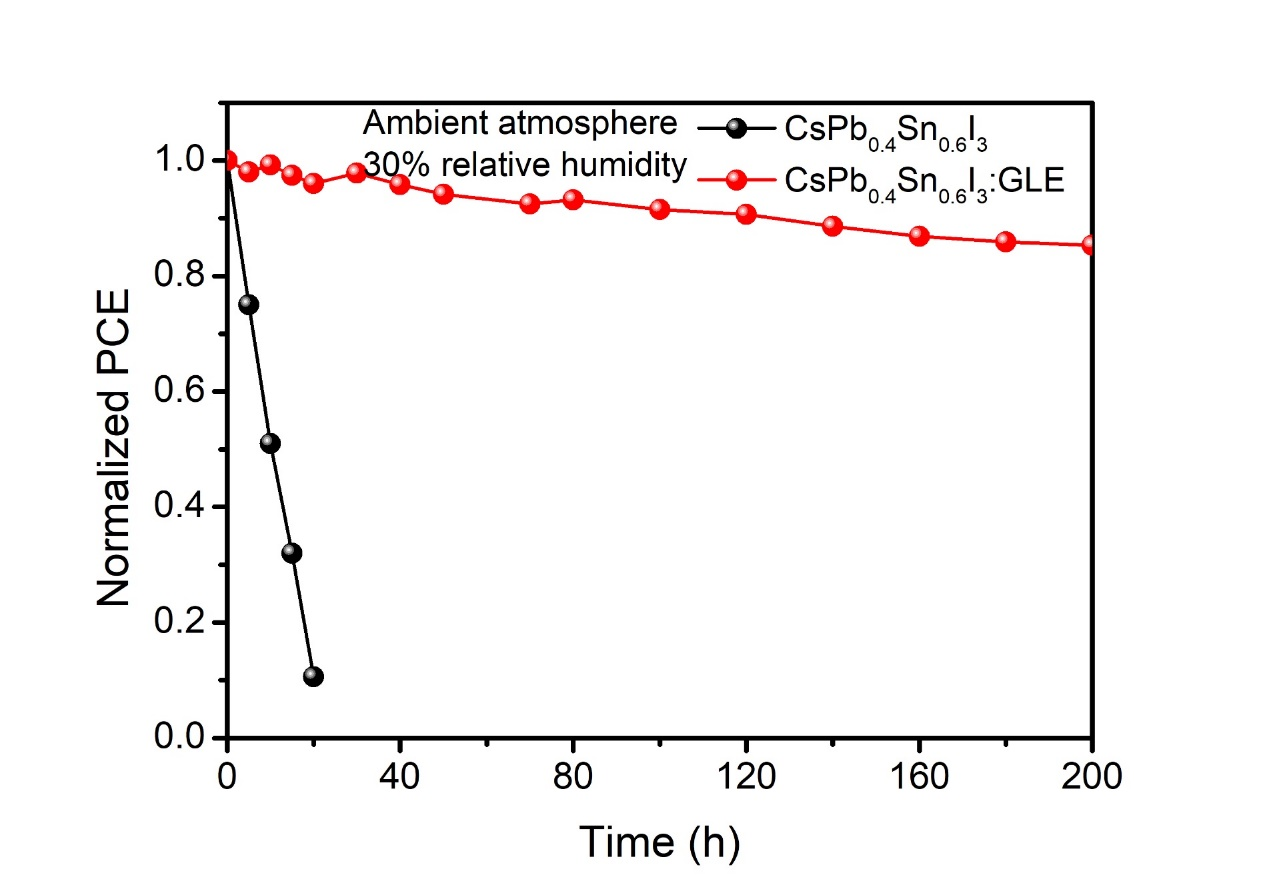 Ambient atmosphere
30% relative humidity
CsPb0.4Sn0.6I3
CsPb0.4Sn0.6I3:GLE
1.0
0.8
0.6
0.4
0.2
0.0
Normalized PCE
0 40 80 120 160 200
Time (h)